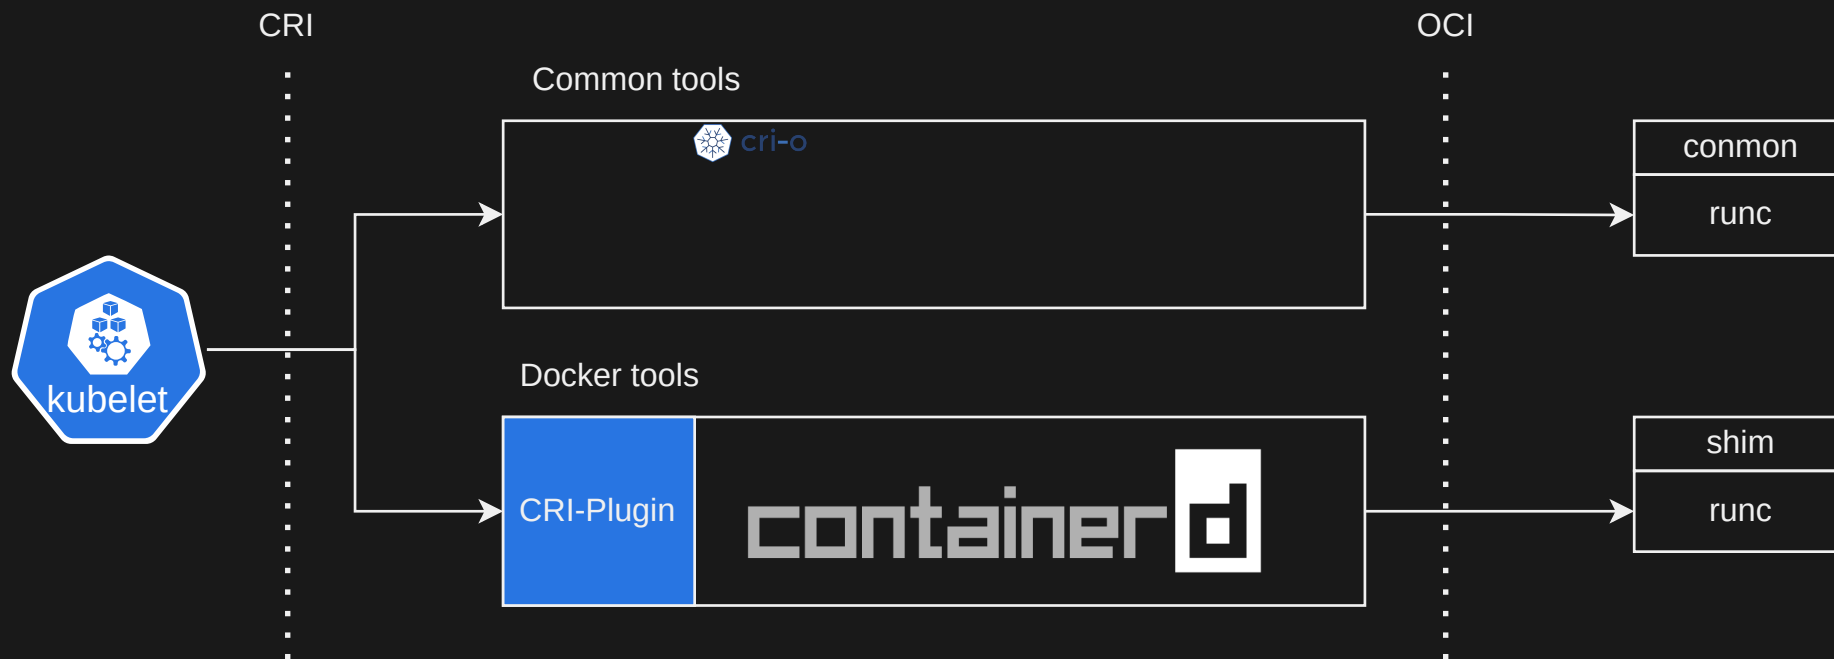 CRI
OCI
Common tools
cri-o
conmon
runc
kubelet
Docker tools
CRI-Plugin
containerd
shim
runc